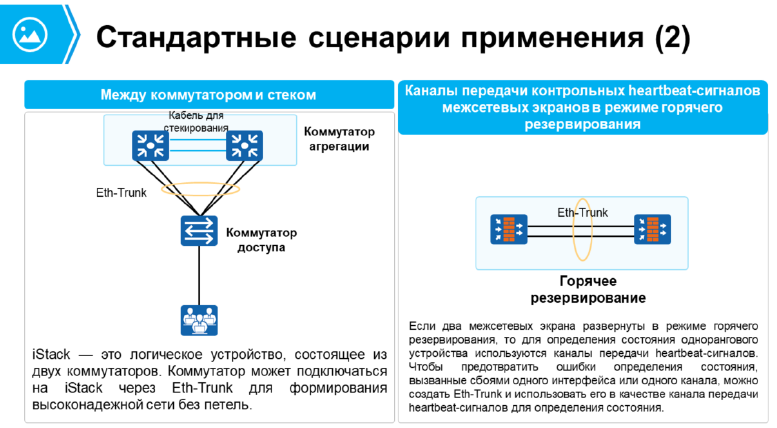 Стандартные сценарии применения (2)
Между коммутатором и стеком
Кабель для
стекирования
Коммутатор
агрегации
Eth-Trunk
Коммутатор
доступа
iStack — это логическое устройство, состоящее из
двух коммутаторов. Коммутатор может подключаться
на iStack через Eth-Trunk для формирования
высоконадежной сети без петель.
Каналы передачи контрольных heartbeat-сигналов
межсетевых экранов в режиме горячего
резервирования
Eth-Trunk
Горячее
резервирование
Если два межсетевых экрана развернуты в режиме горячего
резервирования, то для определения состояния однорангового
устройства используются каналы передачи heartbeat-сигналов.
Чтобы предотвратить ошибки определения состояния,
вызванные сбоями одного интерфейса или одного канала, можно
создать Eth-Trunk и использовать его в качестве канала передачи
heartbeat-сигналов для определения состояния.